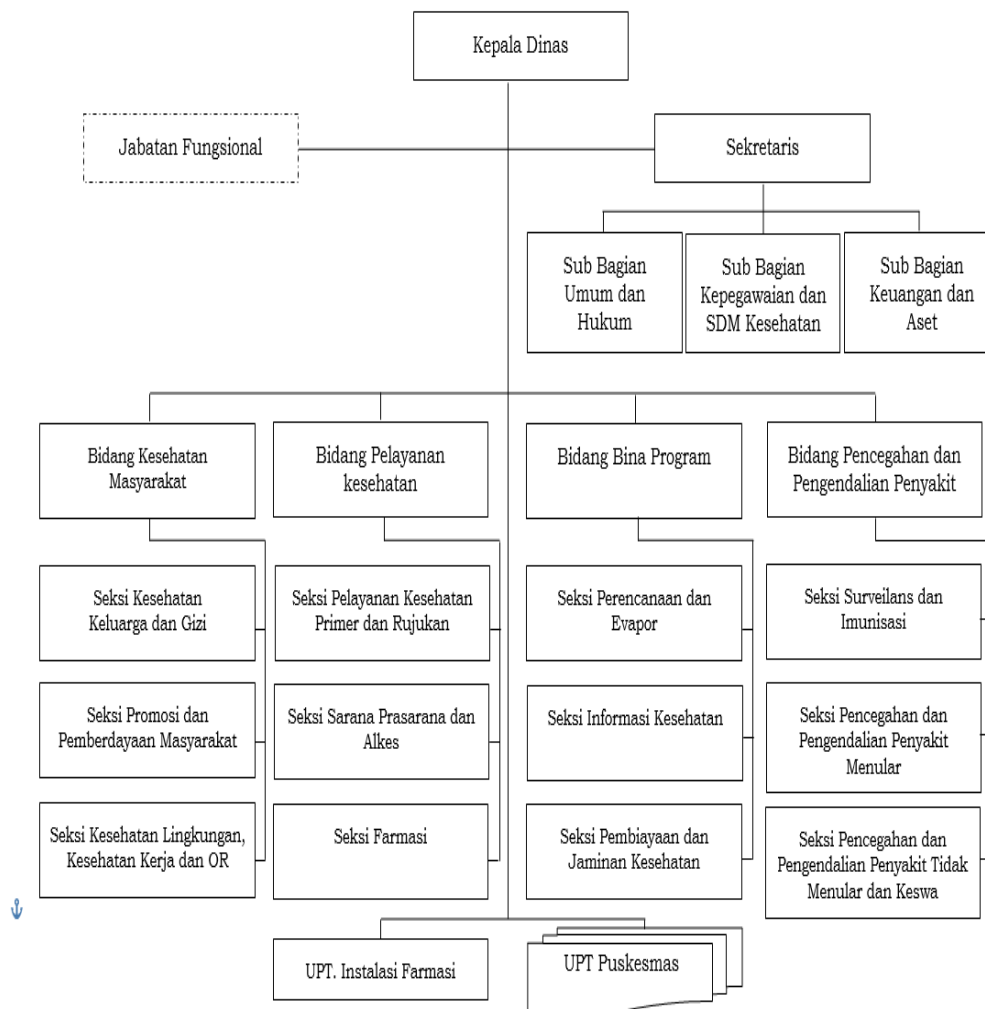 Kepala Dinas
Jabatan Fungsional
Sekretaris
Sub Bagian
Umum dan
Hukum
Sub Bagian
Kepegawaian dan
SDM Kesehatan
Sub Bagian
Keuangan dan
Aset
Bidang Kesehatan
Masyarakat
Bidang Pelayanan
kesehatan
Bidang Bina Program
Bidang Pencegahan dan
Pengendalian Penyakit
Seksi Kesehatan
Keluarga dan Gizi
Seksi Pelayanan Kesehatan
Primer dan Rujukan
Seksi Perencanaan dan
Evapor
Seksi Surveilans dan
Imunisasi
Seksi Promosi dan
Pemberdayaan Masyarakat
Seksi Sarana Prasarana dan
Alkes
Seksi Informasi Kesehatan
Seksi Pencegahan dan
Pengendalian Penyakit
Menular
Seksi Kesehatan Lingkungan,
Kesehatan Kerja dan OR
Seksi Farmasi
Seksi Pembiayaan dan
Jaminan Kesehatan
Seksi Pencegahan dan
Pengendalian Penyakit Tidak
Menular dan Keswa
UPT. Instalasi Farmasi
UPT Puskesmas